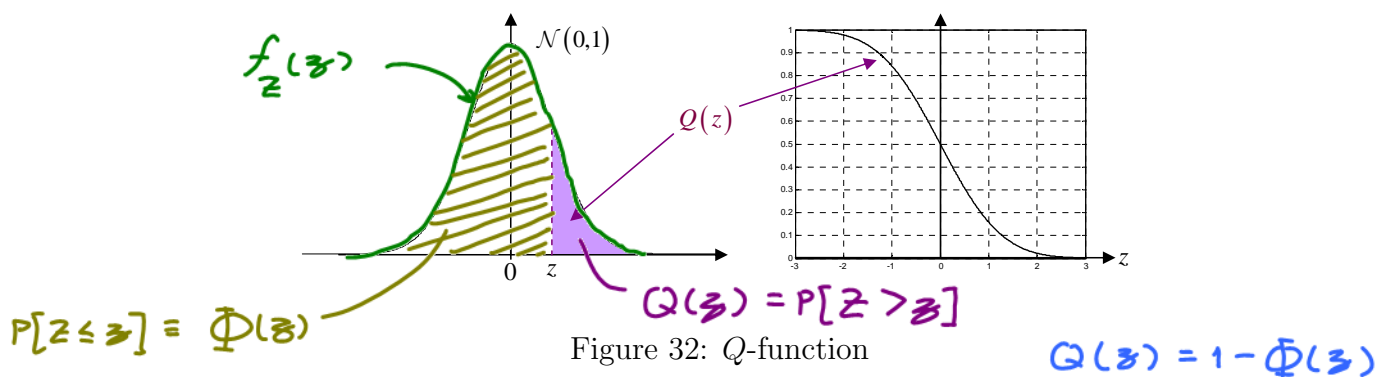 f_Z(z)
N(0,1)
Q(z)
0
z
1
0.9
0.8
0.7
0.6
0.5
0.4
0.3
0.2
0.1
0
-3
-2
-1
0
1
2
3
z
P[Z ≤ z] ≡ Φ(z)
Q(z) = P[Z > z]
Figure 32: Q-function
Q(z) = 1 - Φ(z)